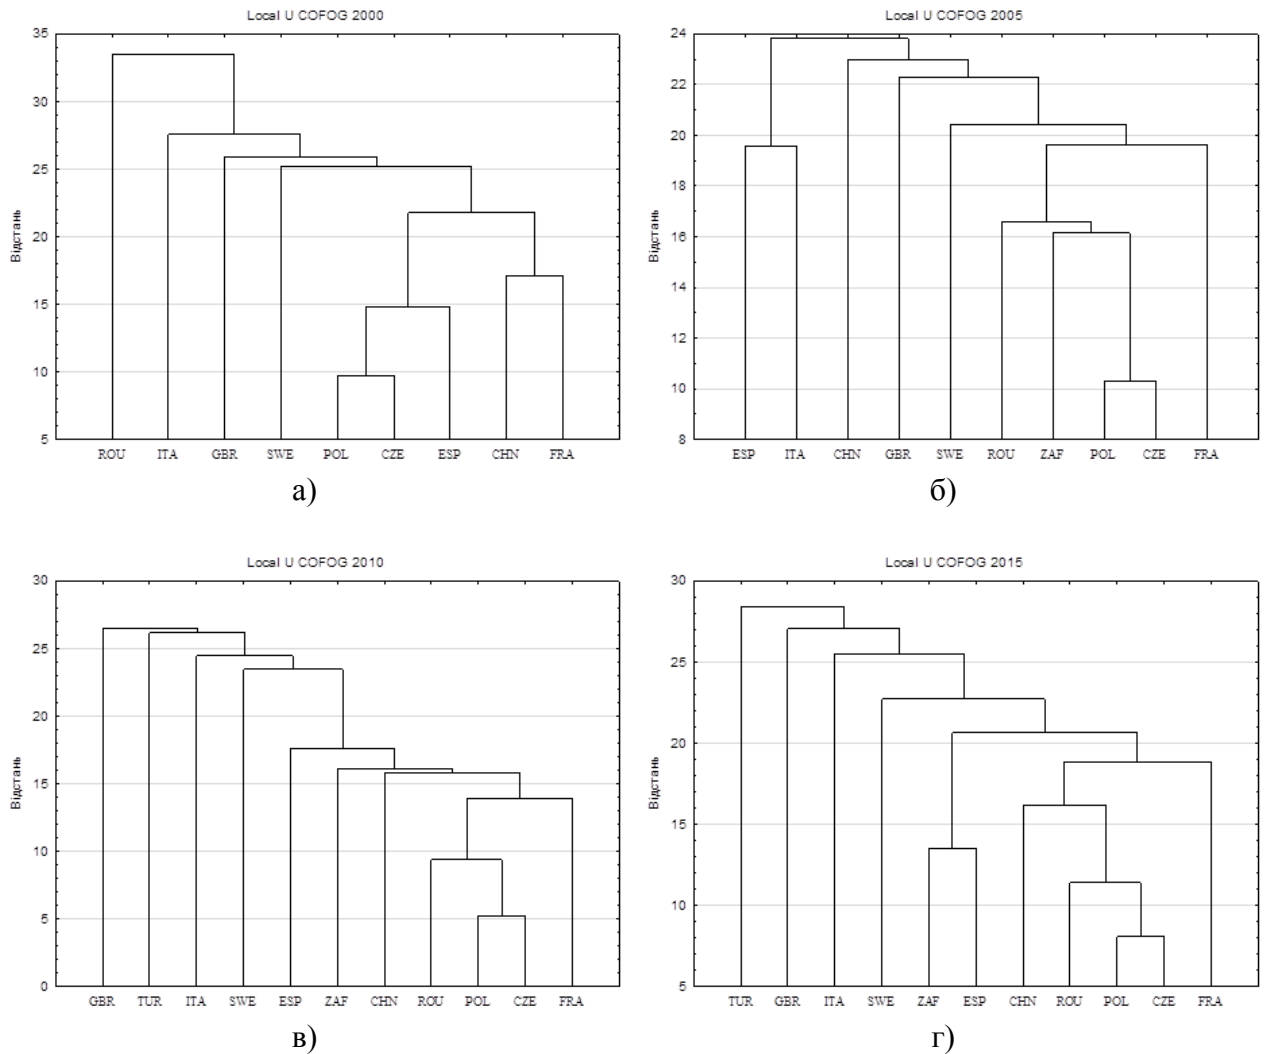 Local U COFOG 2000
35
30
25
20
15
10
5
Відстань
ROU ITA GBR SWE POL CZE ESP CHN FRA
а)
Local U COFOG 2005
24
22
20
18
16
14
12
10
8
Відстань
ESP ITA CHN GBR SWE ROU ZAF POL CZE FRA
б)
Local U COFOG 2010
30
25
20
15
10
5
0
Відстань
GBR TUR ITA SWE ESP ZAF CHN ROU POL CZE FRA
в)
Local U COFOG 2015
30
25
20
15
10
5
Відстань
TUR GBR ITA SWE ZAF ESP CHN ROU POL CZE FRA
г)